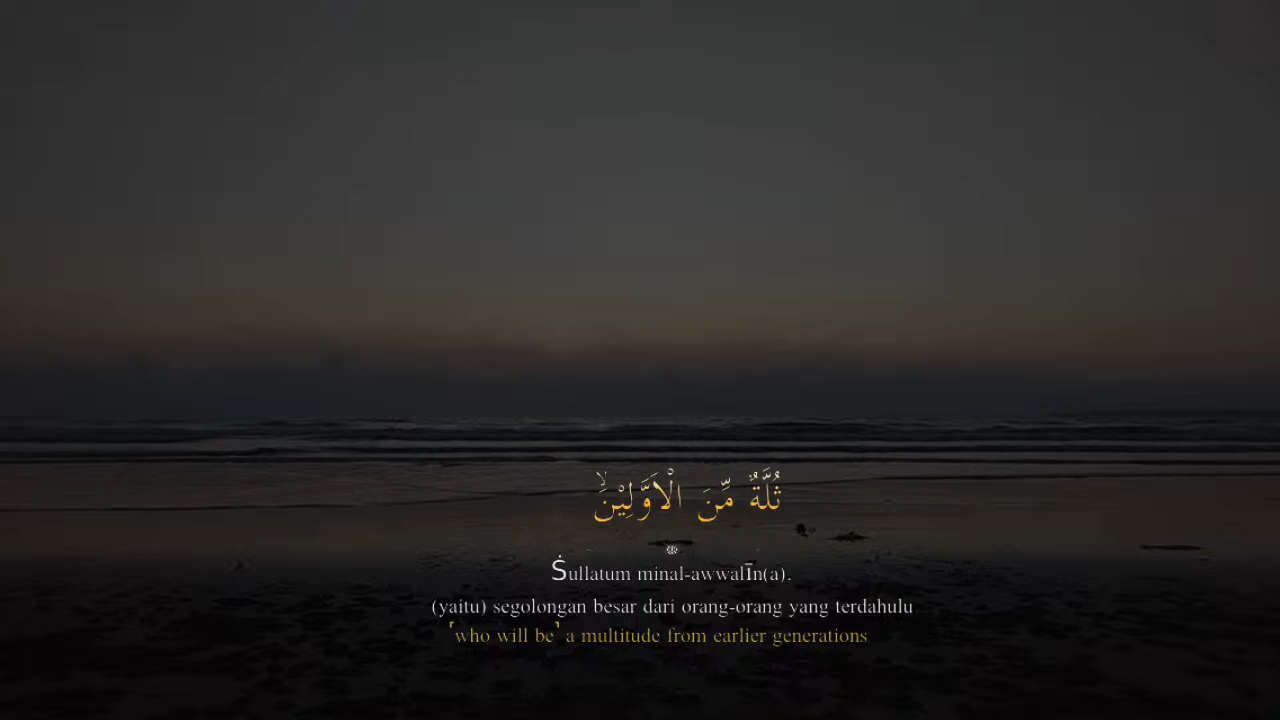 ثُلَّةٌ مِّنَ الْاَوَّلِيْنَۙ
Ṡullatum minal-awwalīn(a).
(yaitu) segolongan besar dari orang-orang yang terdahulu
˹who will be˺ a multitude from earlier generations